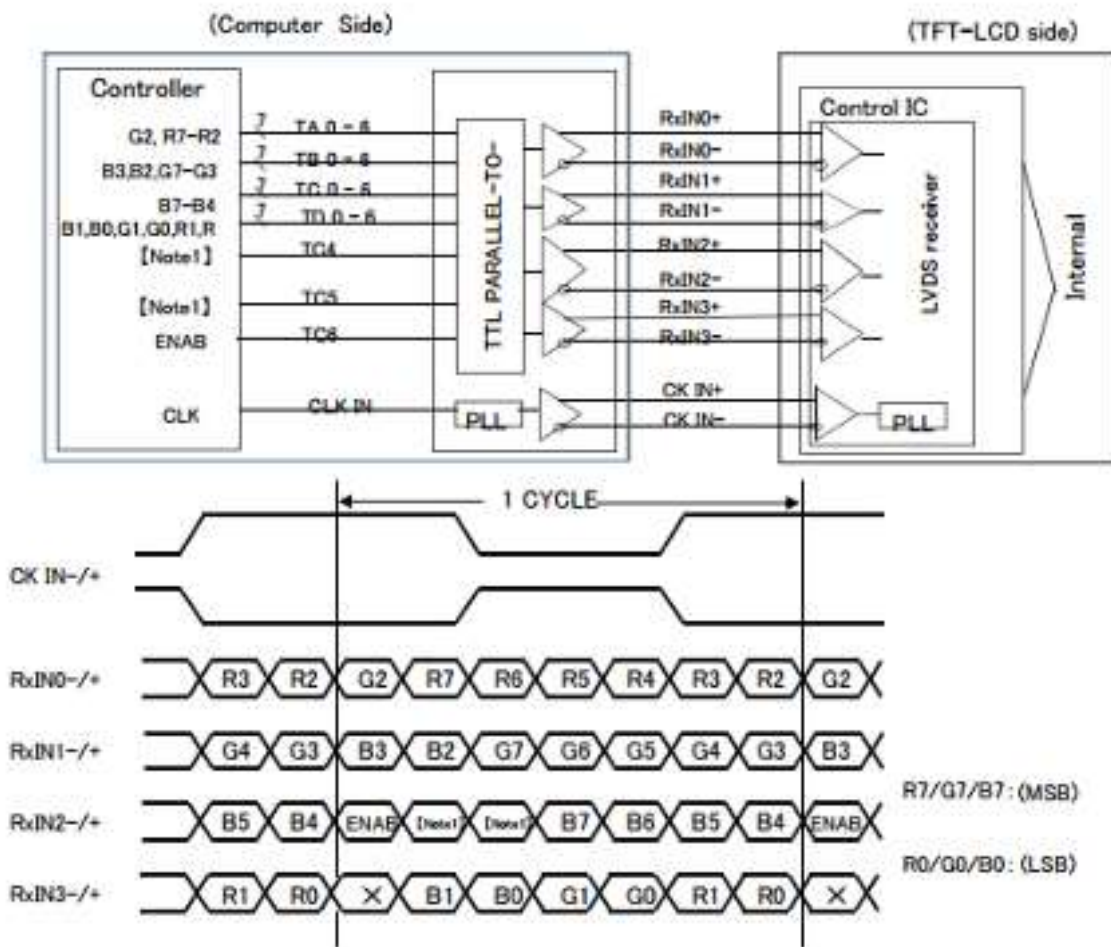 (Computer Side)
(TFT-LCD side)
Controller
G2, R7-R2
B3,B2,G7-G3
B7-B4
B1,B0,G1,G0,R1,R
【Note1】
【Note1】
ENAB
CLK
7 TA 0-6
7 TB 0-6
7 TC 0-6
7 TD 0-6
TC4
TC5
TC6
CLK IN
TTL PARALLEL-TO-
PLL
RxIN0+
RxIN0-
RxIN1+
RxIN1-
RxIN2+
RxIN2-
RxIN3+
RxIN3-
CK IN+
CK IN-
Control IC
LVDS receiver
PLL
Internal
1 CYCLE
CK IN-/+
RxIN0-/+ R3 R2 G2 R7 R6 R5 R4 R3 R2 G2
RxIN1-/+ G4 G3 B3 B2 G7 G6 G5 G4 G3 B3
RxIN2-/+ B5 B4 ENAB 【Note1】 【Note1】 B7 B6 B5 B4 ENAB
RxIN3-/+ R1 R0 X B1 B0 G1 G0 R1 R0 X
R7/G7/B7: (MSB)
R0/G0/B0: (LSB)